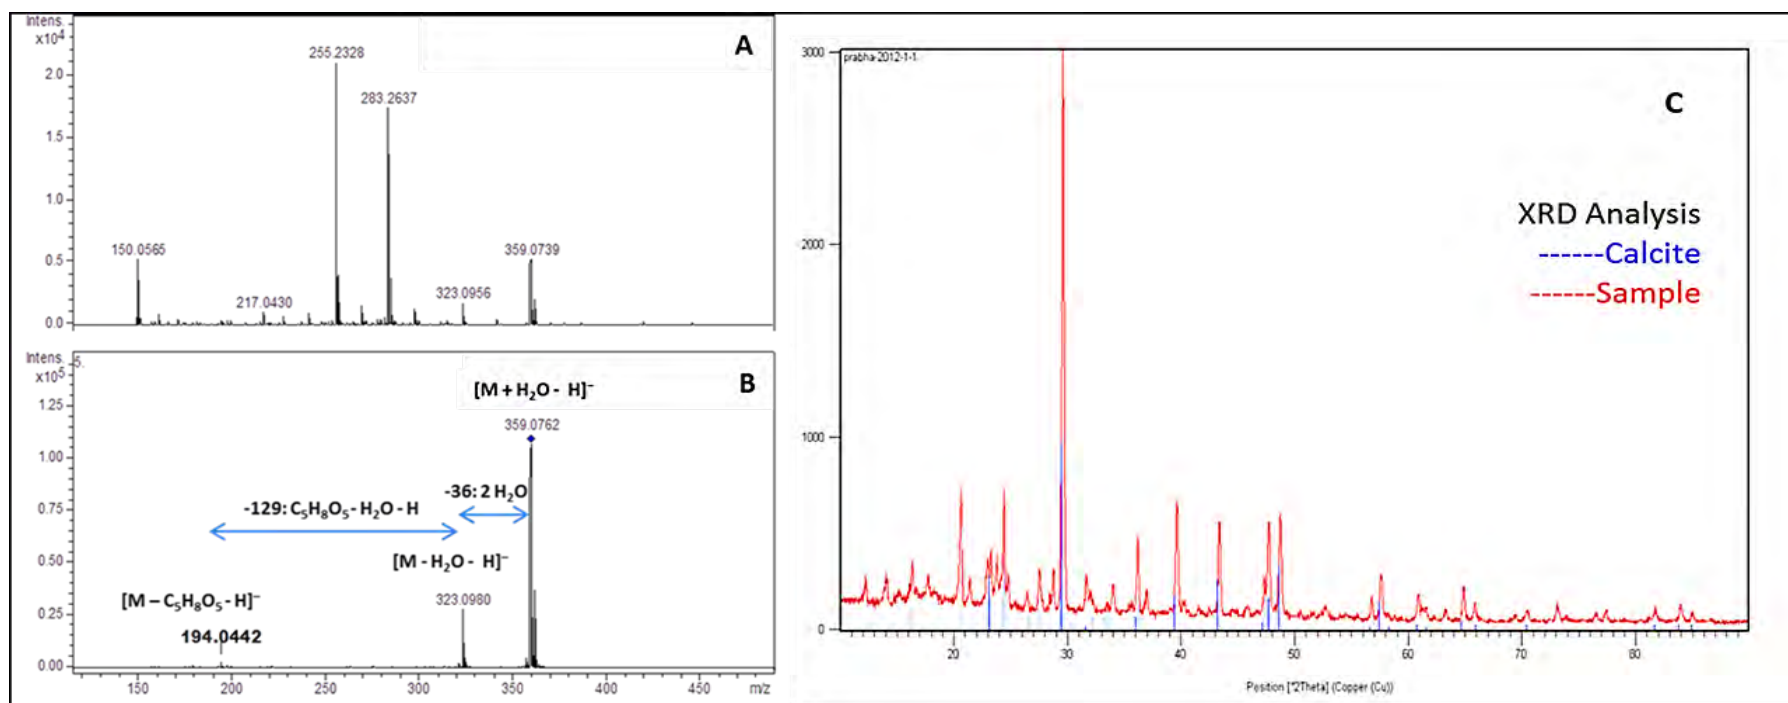 Intens.
x10⁴
A
255.2328
2.0
283.2637
1.5
1.0
150.0565
359.0739
0.5
323.0956
217.0430
0.0
Intens.
5.
x10⁵
B
[M + H₂O - H]⁻
1.25
359.0762
1.00
-36: 2 H₂O
0.75
-129: C₅H₈O₅ - H₂O - H
0.50
[M - H₂O - H]⁻
[M – C₅H₈O₅ - H]⁻
323.0980
0.25
194.0442
0.00
150
200
250
300
350
400
450
m/z
3000
prabha-2012-1-1
C
XRD Analysis
------Calcite
2000
------Sample
1000
0
20
30
40
50
60
70
80
Position [°2Theta] (Copper (Cu))